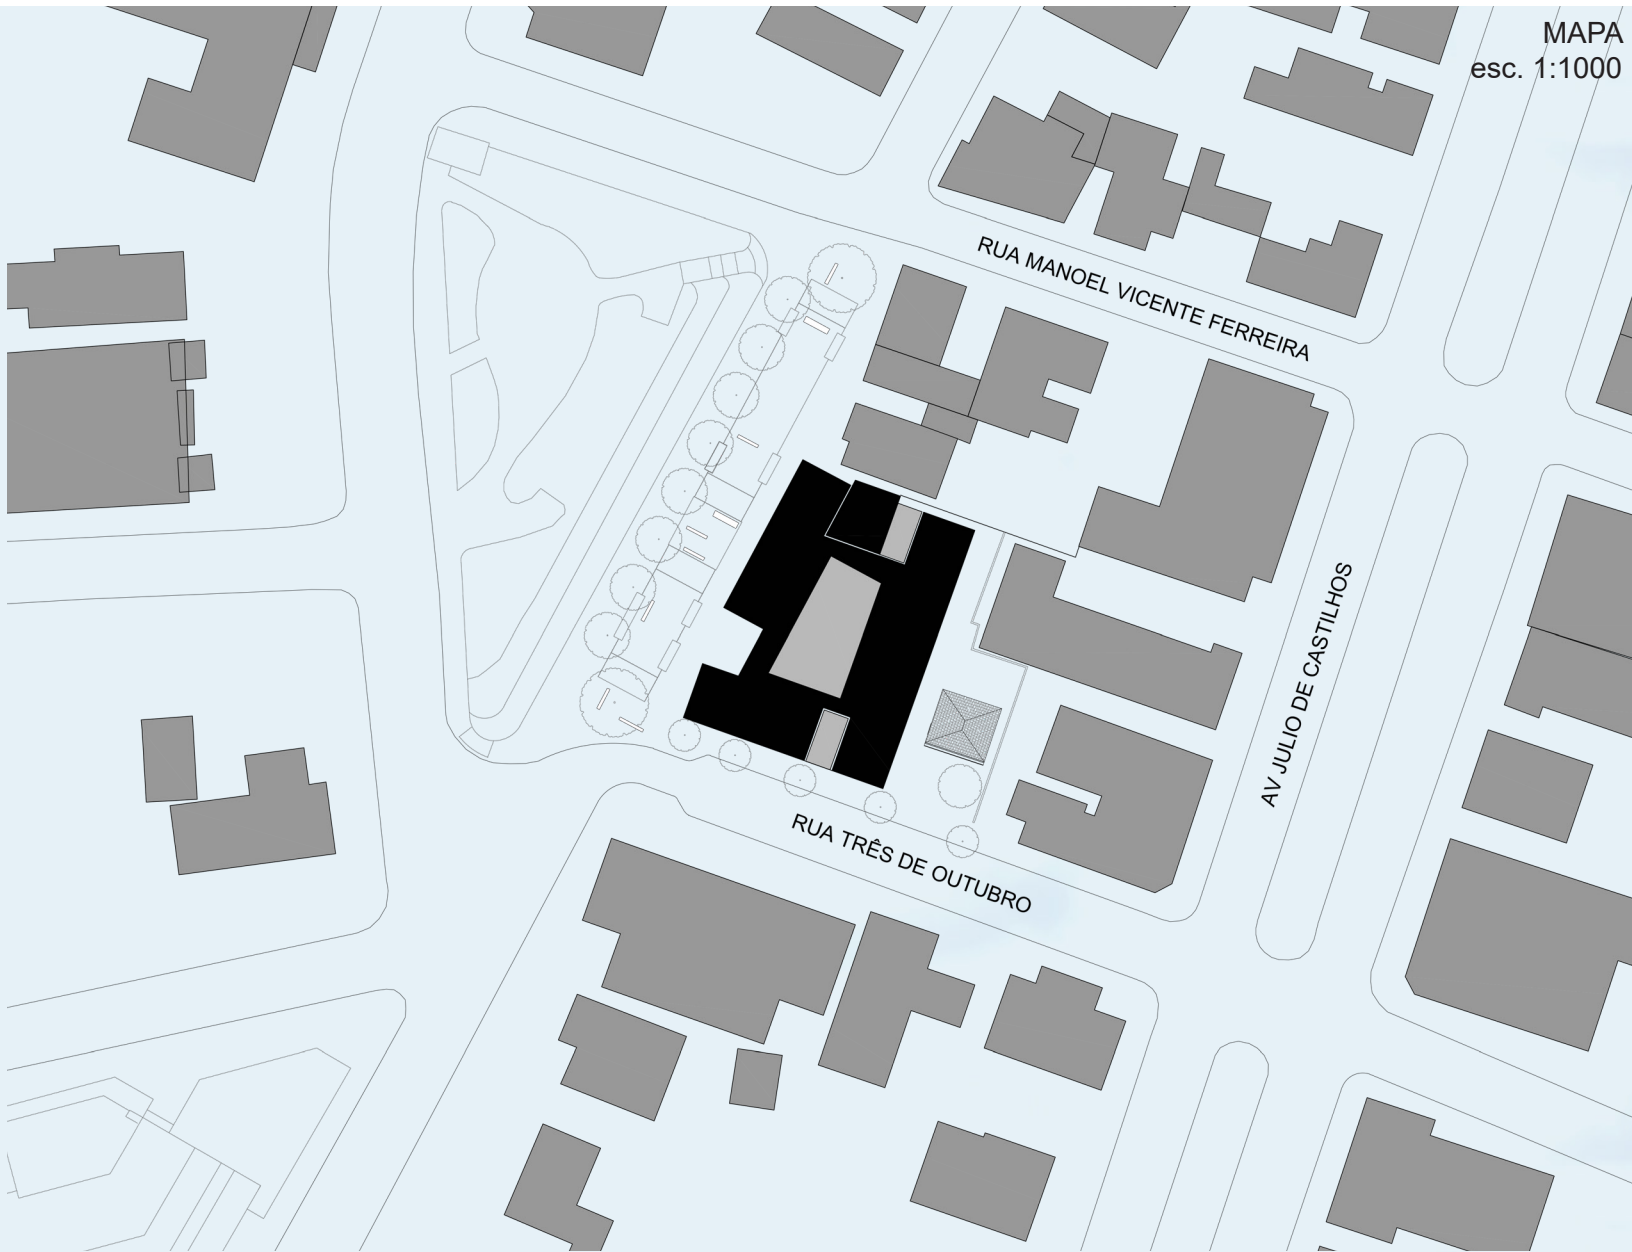 MAPA
esc. 1:1000
RUA MANOEL VICENTE FERREIRA
AV JULIO DE CASTILHOS
RUA TRÊS DE OUTUBRO